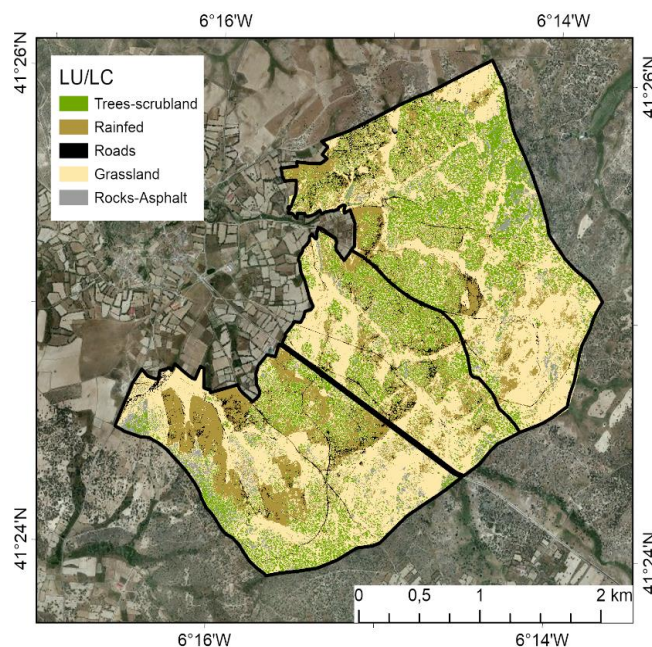 6°16'W 6°14'W
41°26'N 41°26'N
LU/LC
Trees-scrubland
Rainfed
Roads
Grassland
Rocks-Asphalt
41°24'N 41°24'N
0 0,5 1 2 km
6°16'W 6°14'W